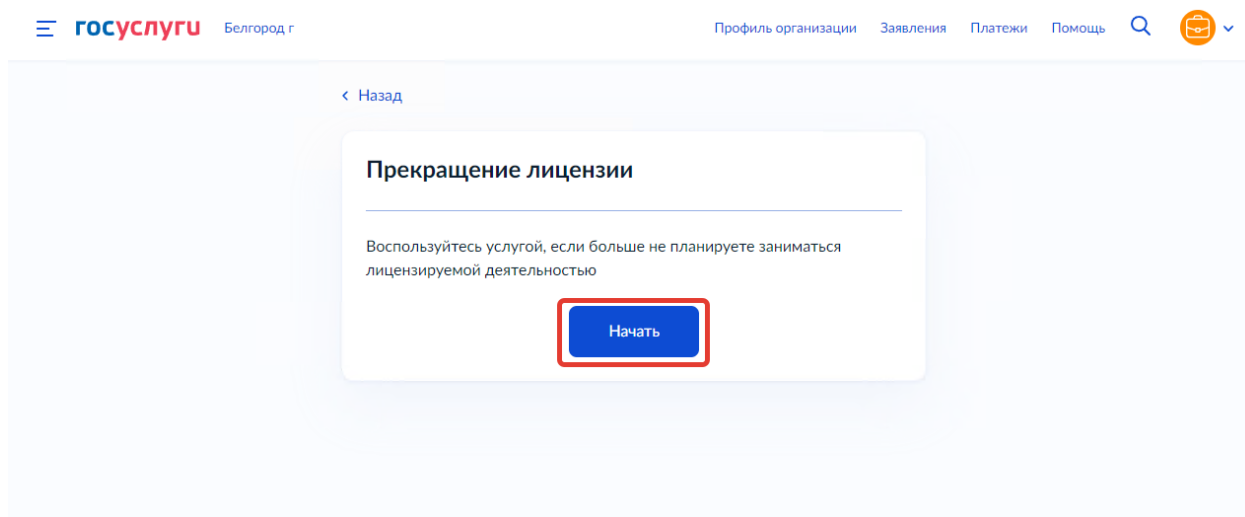 госуслуги Белгород г Профиль организации Заявления Платежи Помощь
Назад
Прекращение лицензии
Воспользуйтесь услугой, если больше не планируете заниматься
лицензируемой деятельностью
Начать